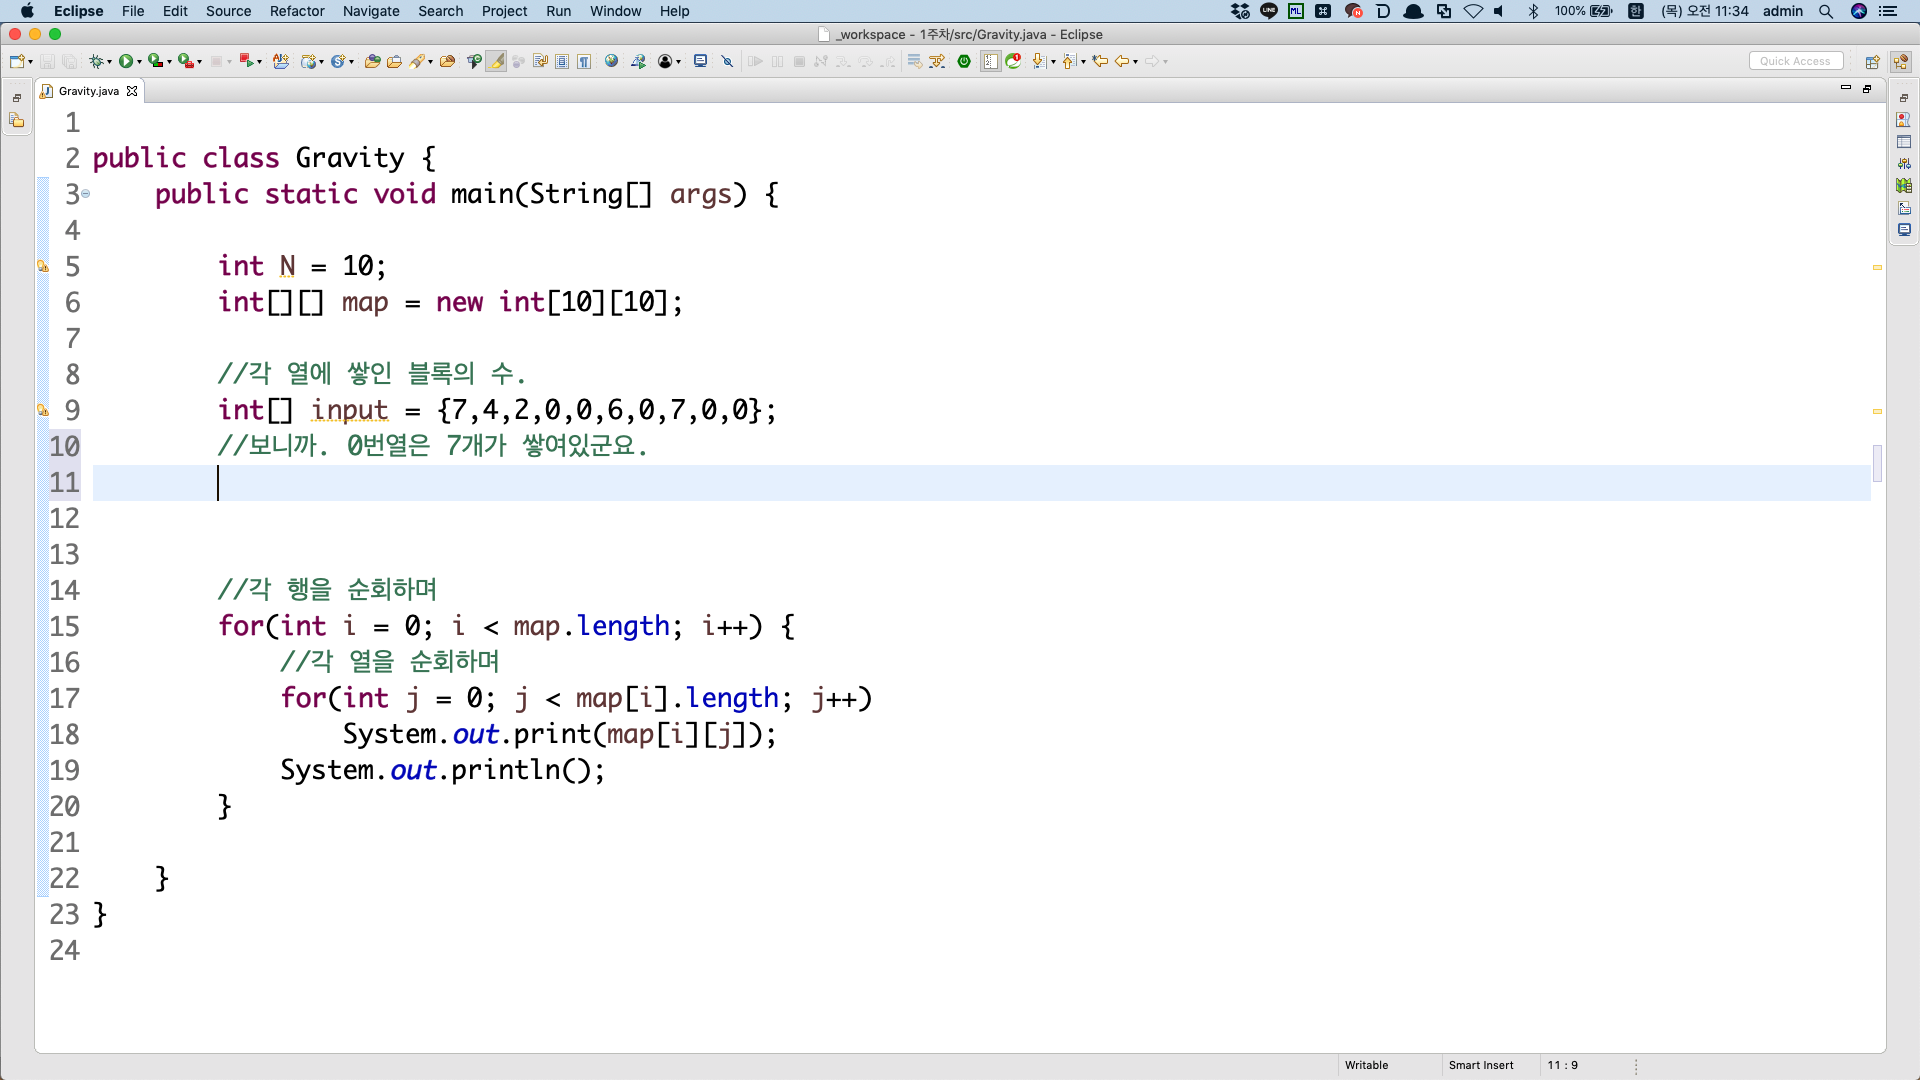 Eclipse File Edit Source Refactor Navigate Search Project Run Window Help 100% 한 (목) 오전 11:34 admin
_workspace - 1주차/src/Gravity.java - Eclipse
Quick Access
Gravity.java
1
2 public class Gravity {
3 public static void main(String[] args) {
4
5 int N = 10;
6 int[][] map = new int[10][10];
7
8 //각 열에 쌓인 블록의 수.
9 int[] input = {7,4,2,0,0,6,0,7,0,0};
10 //보니까. 0번열은 7개가 쌓여있군요.
11
12
13
14 //각 행을 순회하며
15 for(int i = 0; i < map.length; i++) {
16 //각 열을 순회하며
17 for(int j = 0; j < map[i].length; j++)
18 System.out.print(map[i][j]);
19 System.out.println();
20 }
21
22 }
23 }
24
Writable Smart Insert 11 : 9